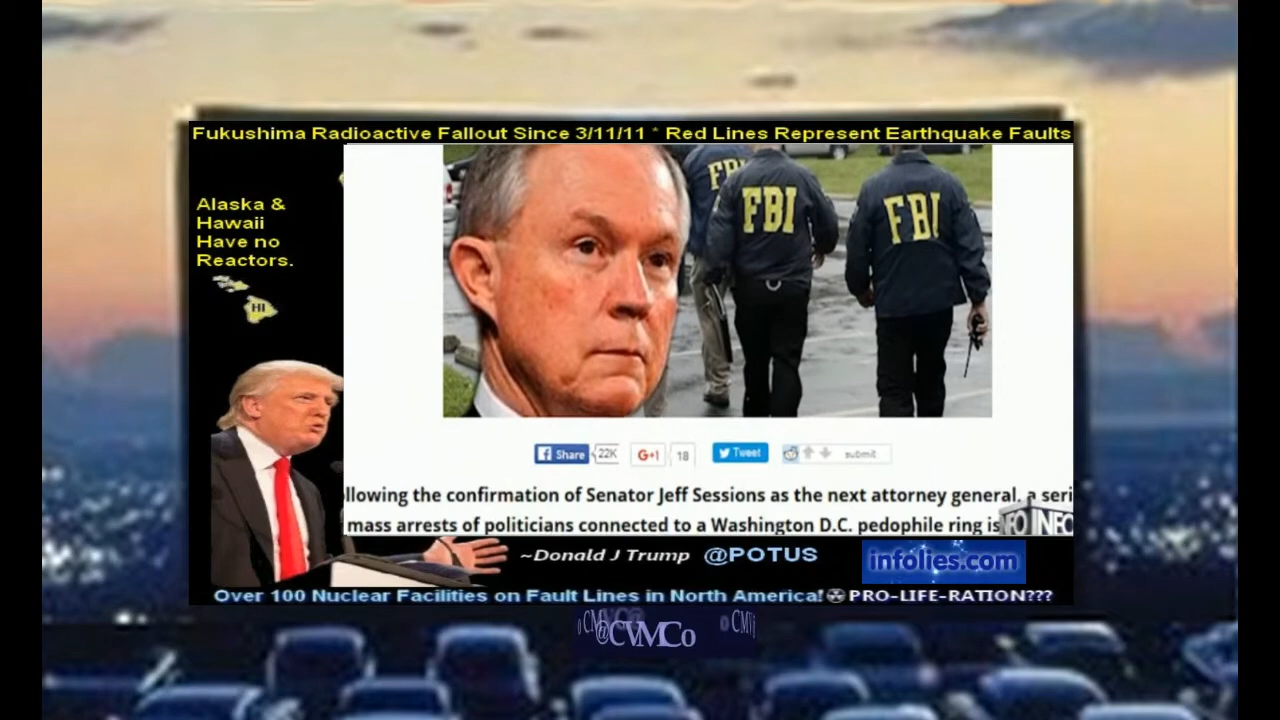 Fukushima Radioactive Fallout Since 3/11/11 * Red Lines Represent Earthquake Faults
Alaska &
Hawaii
Have no
Reactors.
HI
FBI
FBI
FBI
Share 22K
G+1 18
Tweet
submit
llowing the confirmation of Senator Jeff Sessions as the next attorney general, a seri
mass arrests of politicians connected to a Washington D.C. pedophile ring is
~Donald J Trump @POTUS
infolies.com
Over 100 Nuclear Facilities on Fault Lines in North America! PRO-LIFE-RATION???
@CVMCo